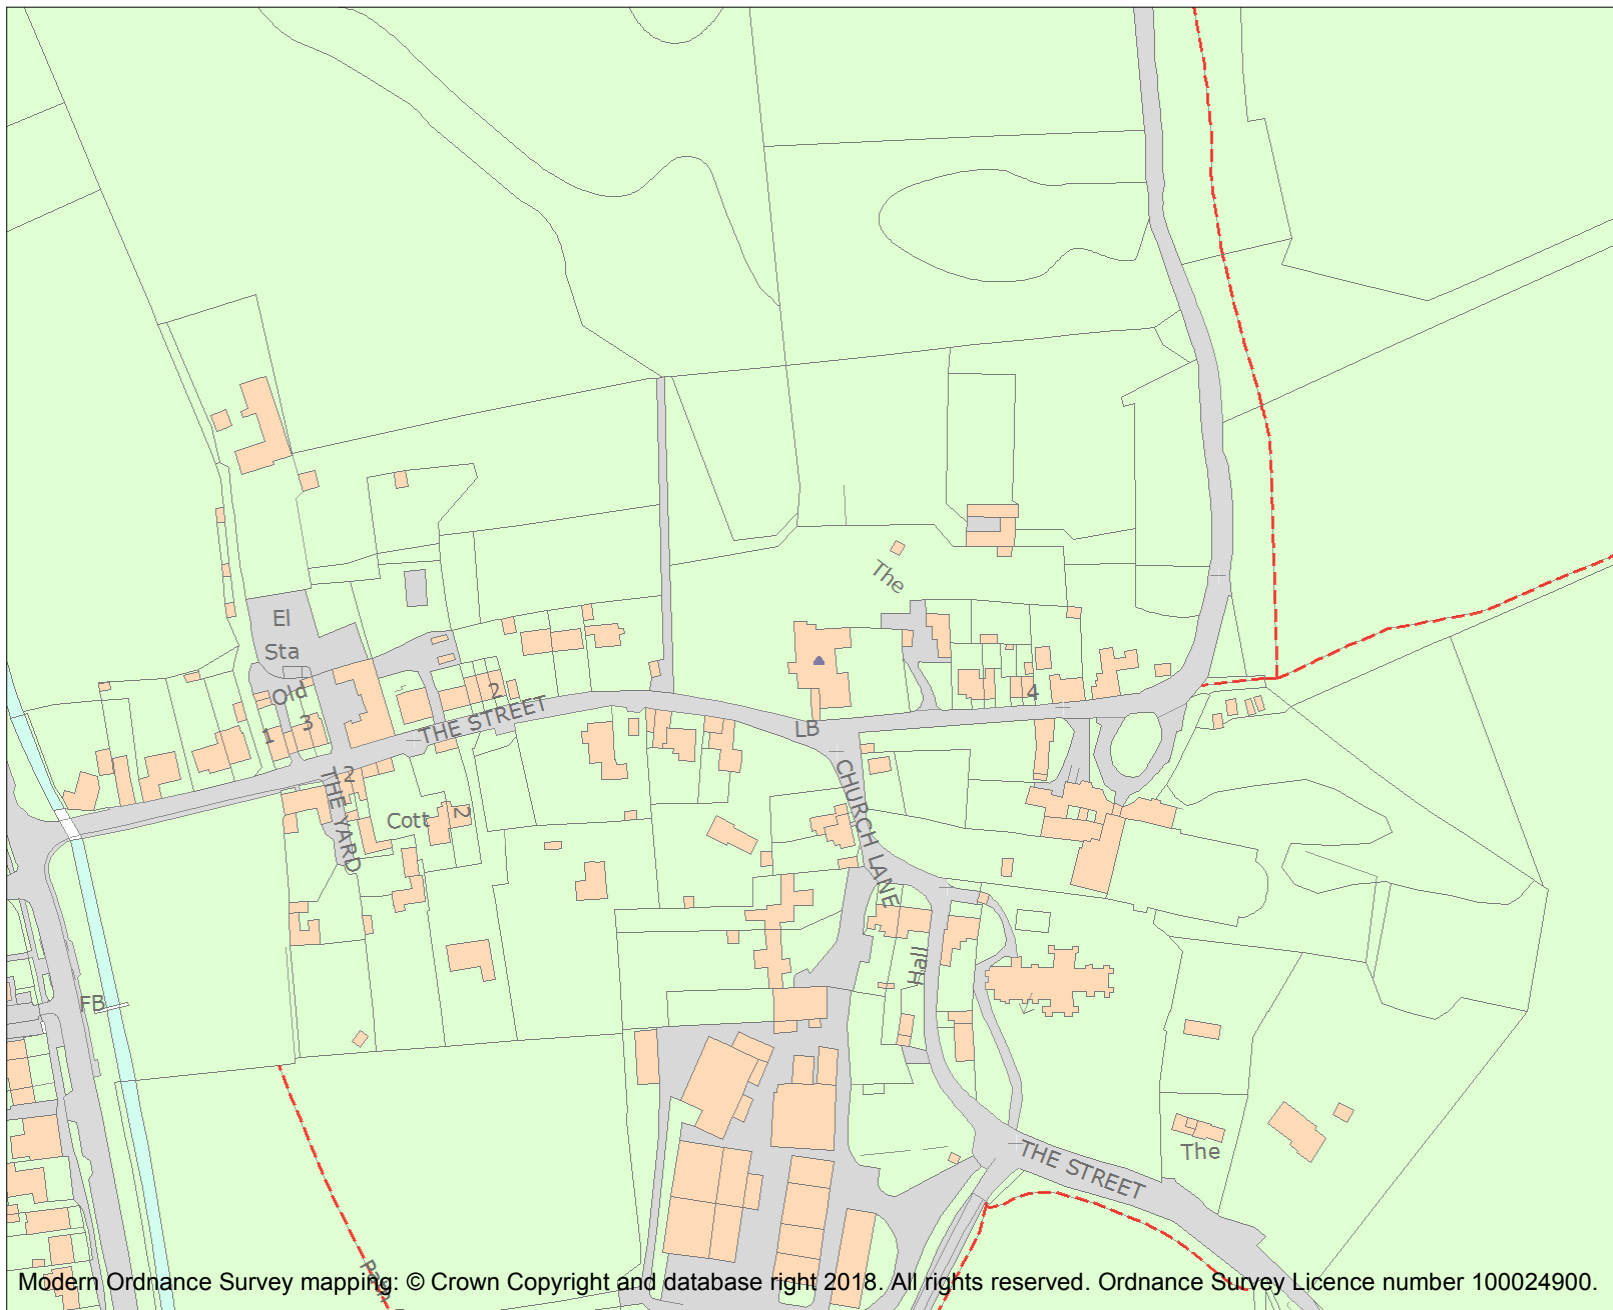 The
El
Sta
Old
2
4
THE STREET
3
1
LB
2
THE YARD
Cott
2
CHURCH LANE
Hall
FB
THE STREET
The
Modern Ordnance Survey mapping: © Crown Copyright and database right 2018. All rights reserved. Ordnance Survey Licence number 100024900.